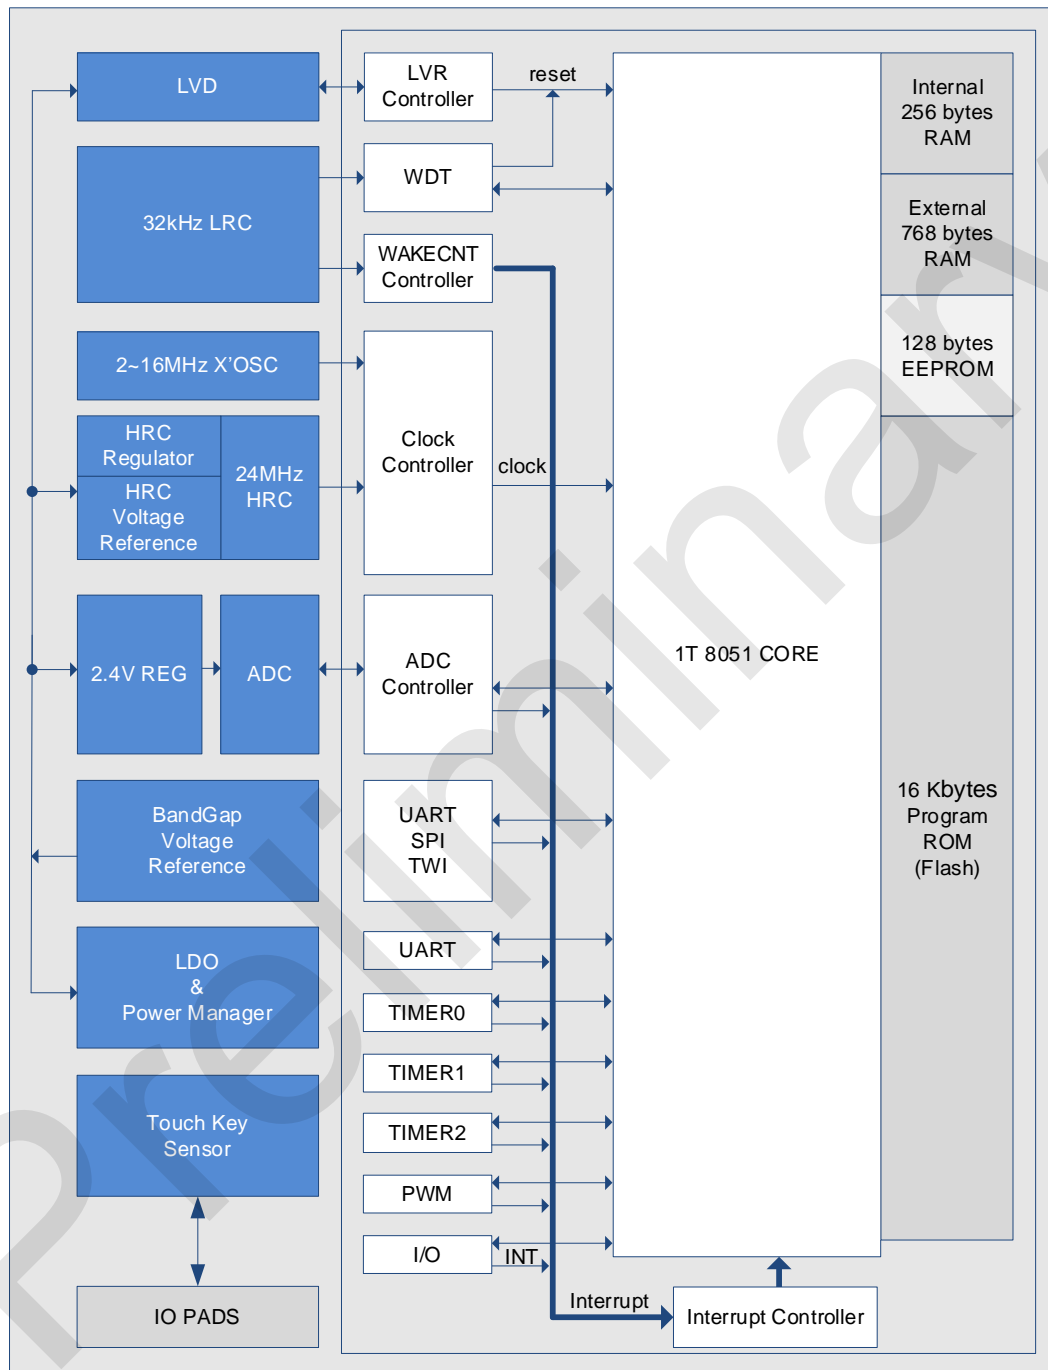 LVD
LVR
Controller
reset
Internal
256 bytes
RAM
32kHz LRC
WDT
External
768 bytes
RAM
WAKECNT
Controller
2~16MHz X'OSC
128 bytes
EEPROM
HRC
Regulator
HRC
Voltage
Reference
24MHz
HRC
Clock
Controller
clock
2.4V REG
ADC
ADC
Controller
1T 8051 CORE
BandGap
Voltage
Reference
UART
SPI
TWI
16 Kbytes
Program
ROM
(Flash)
LDO
&
Power Manager
UART
TIMER0
TIMER1
Touch Key
Sensor
TIMER2
PWM
I/O
INT
IO PADS
Interrupt
Interrupt Controller
Preliminary